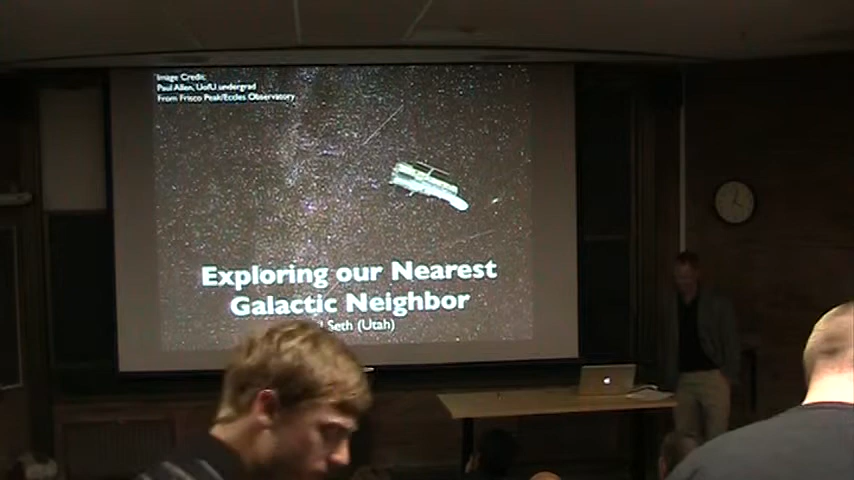 Image Credit:
Paul Allen, UofU undergrad
From Frisco Peak/Eccles Observatory
Exploring our Nearest
Galactic Neighbor
Seth (Utah)